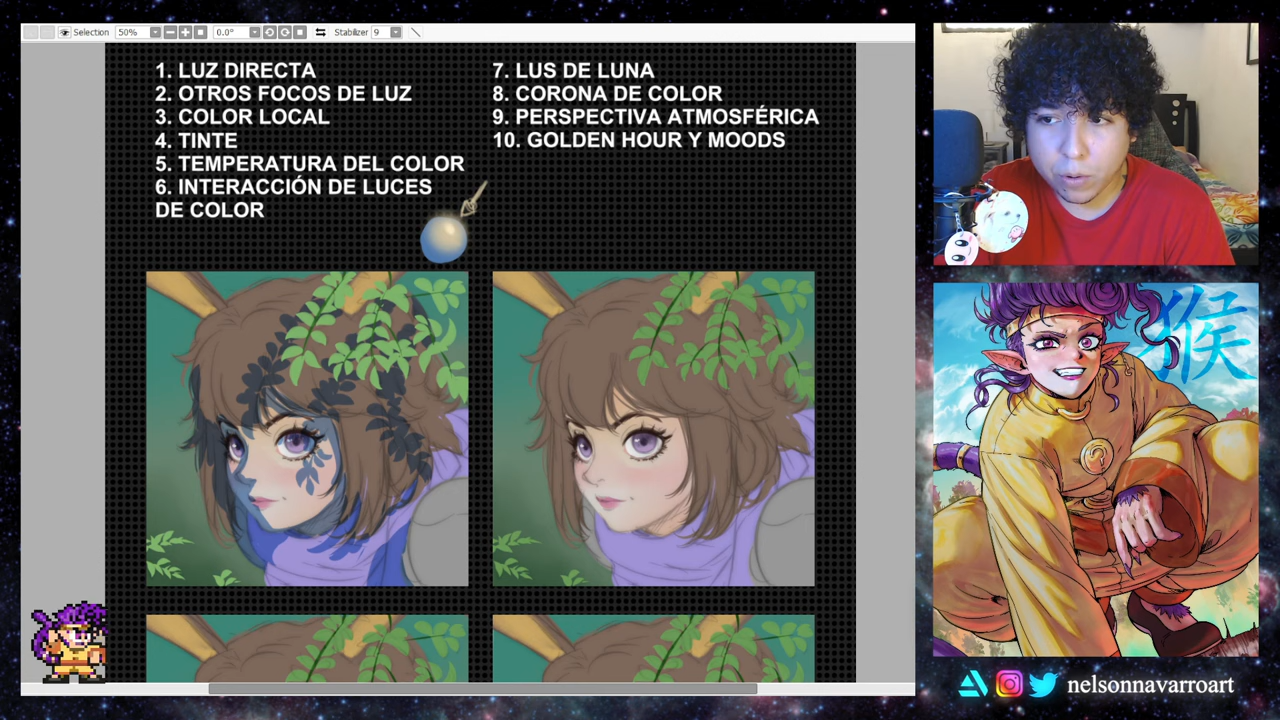 Selection 50% 0.0° Stabilizer 9
1. LUZ DIRECTA
2. OTROS FOCOS DE LUZ
3. COLOR LOCAL
4. TINTE
5. TEMPERATURA DEL COLOR
6. INTERACCIÓN DE LUCES
DE COLOR
7. LUS DE LUNA
8. CORONA DE COLOR
9. PERSPECTIVA ATMOSFÉRICA
10. GOLDEN HOUR Y MOODS
猴
nelsonnavarroart